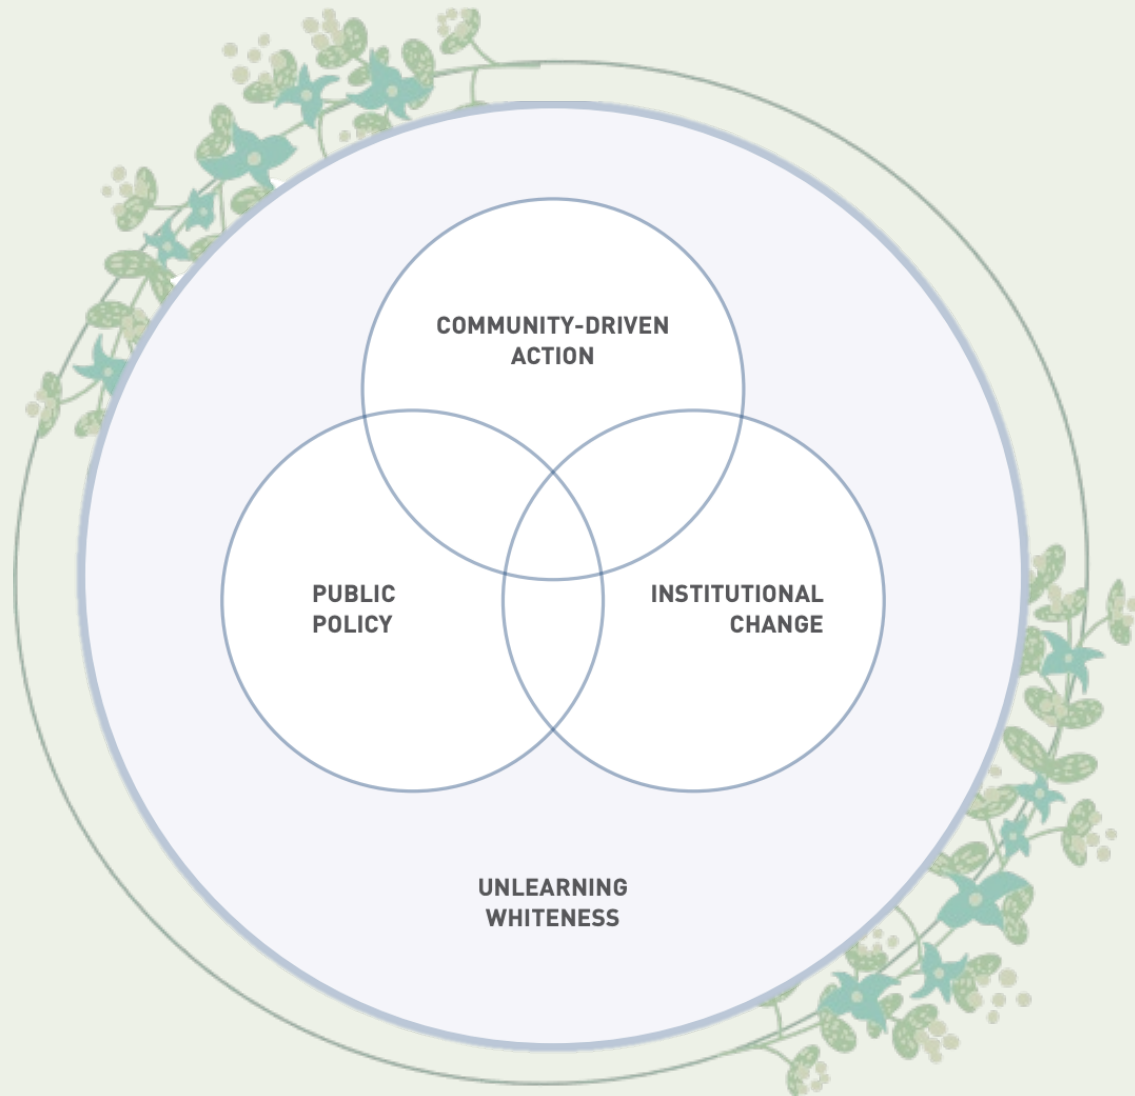 COMMUNITY-DRIVEN
ACTION
PUBLIC
POLICY
INSTITUTIONAL
CHANGE
UNLEARNING
WHITENESS